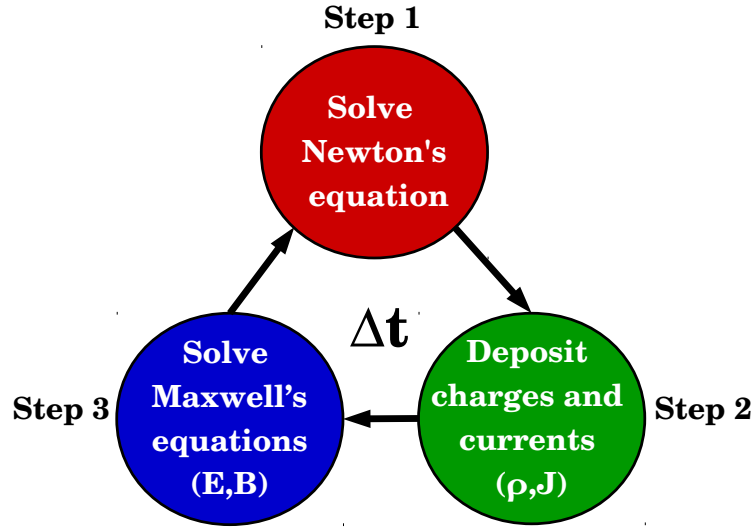 Step 1
Solve
Newton's
equation
Δt
Solve
Maxwell’s
equations
(E,B)
Step 3
Deposit
charges and
currents
(ρ,J)
Step 2